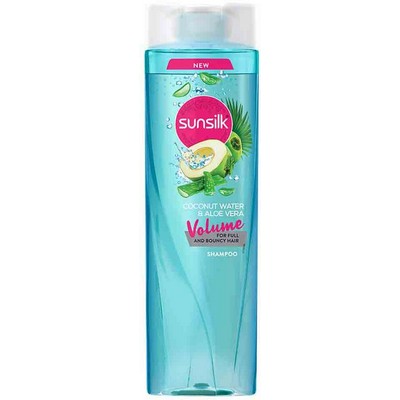 NEW
sunsilk
COCONUT WATER
& ALOE VERA
Volume
FOR FULL
AND BOUNCY HAIR
SHAMPOO